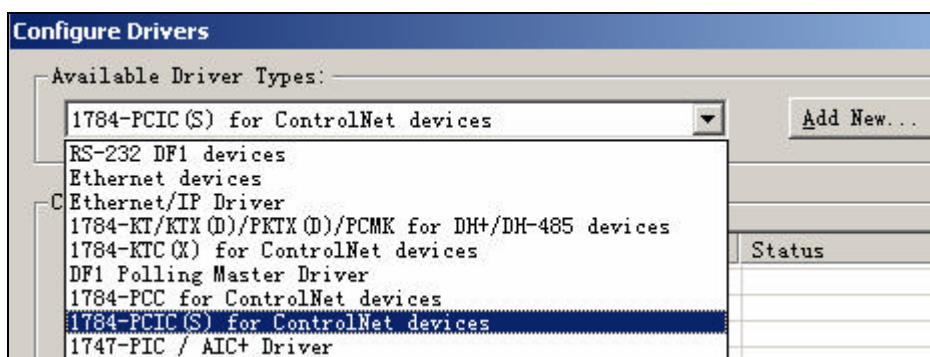 Configure Drivers
Available Driver Types:
1784-PCIC(S) for ControlNet devices
Add New...
RS-232 DF1 devices
Ethernet devices
C
Ethernet/IP Driver
1784-KT/KTX(D)/PKTX(D)/PCMK for DH+/DH-485 devices
1784-KTC(X) for ControlNet devices
Status
DF1 Polling Master Driver
1784-PCC for ControlNet devices
1784-PCIC(S) for ControlNet devices
1747-PIC / AIC+ Driver